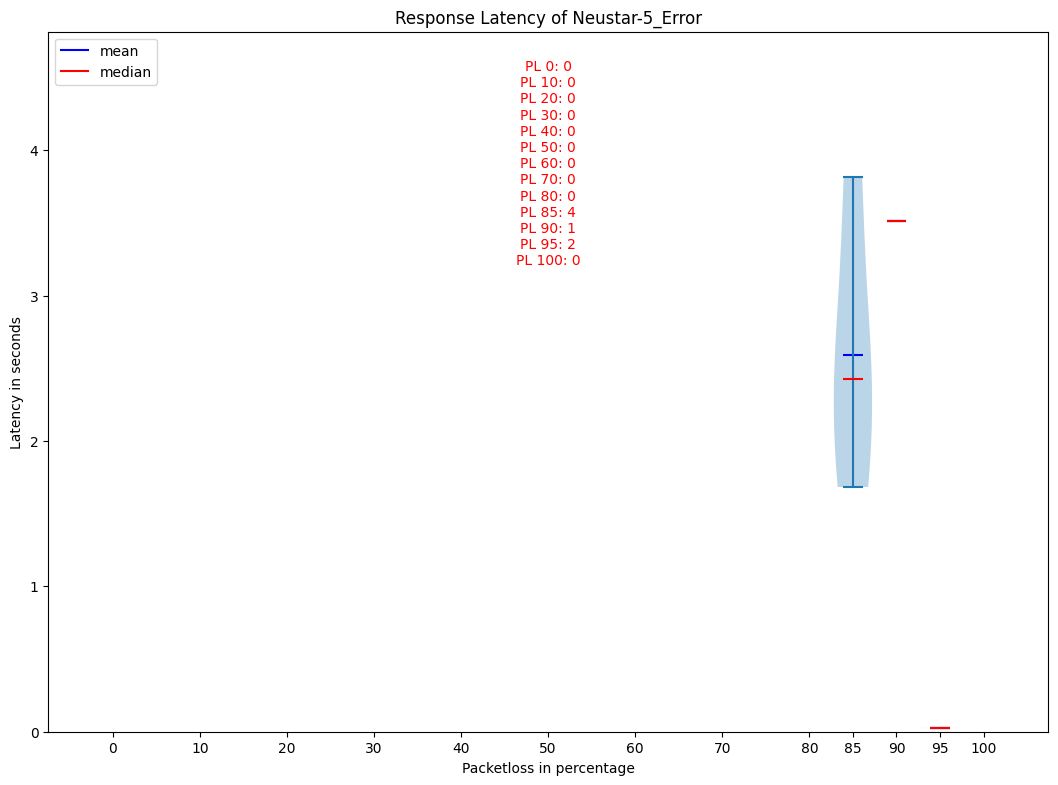 Response Latency of Neustar-5_Error
mean
median
PL 0: 0
PL 10: 0
PL 20: 0
PL 30: 0
PL 40: 0
PL 50: 0
PL 60: 0
PL 70: 0
PL 80: 0
PL 85: 4
PL 90: 1
PL 95: 2
PL 100: 0
Latency in seconds
4
3
2
1
0
0 10 20 30 40 50 60 70 80 85 90 95 100
Packetloss in percentage